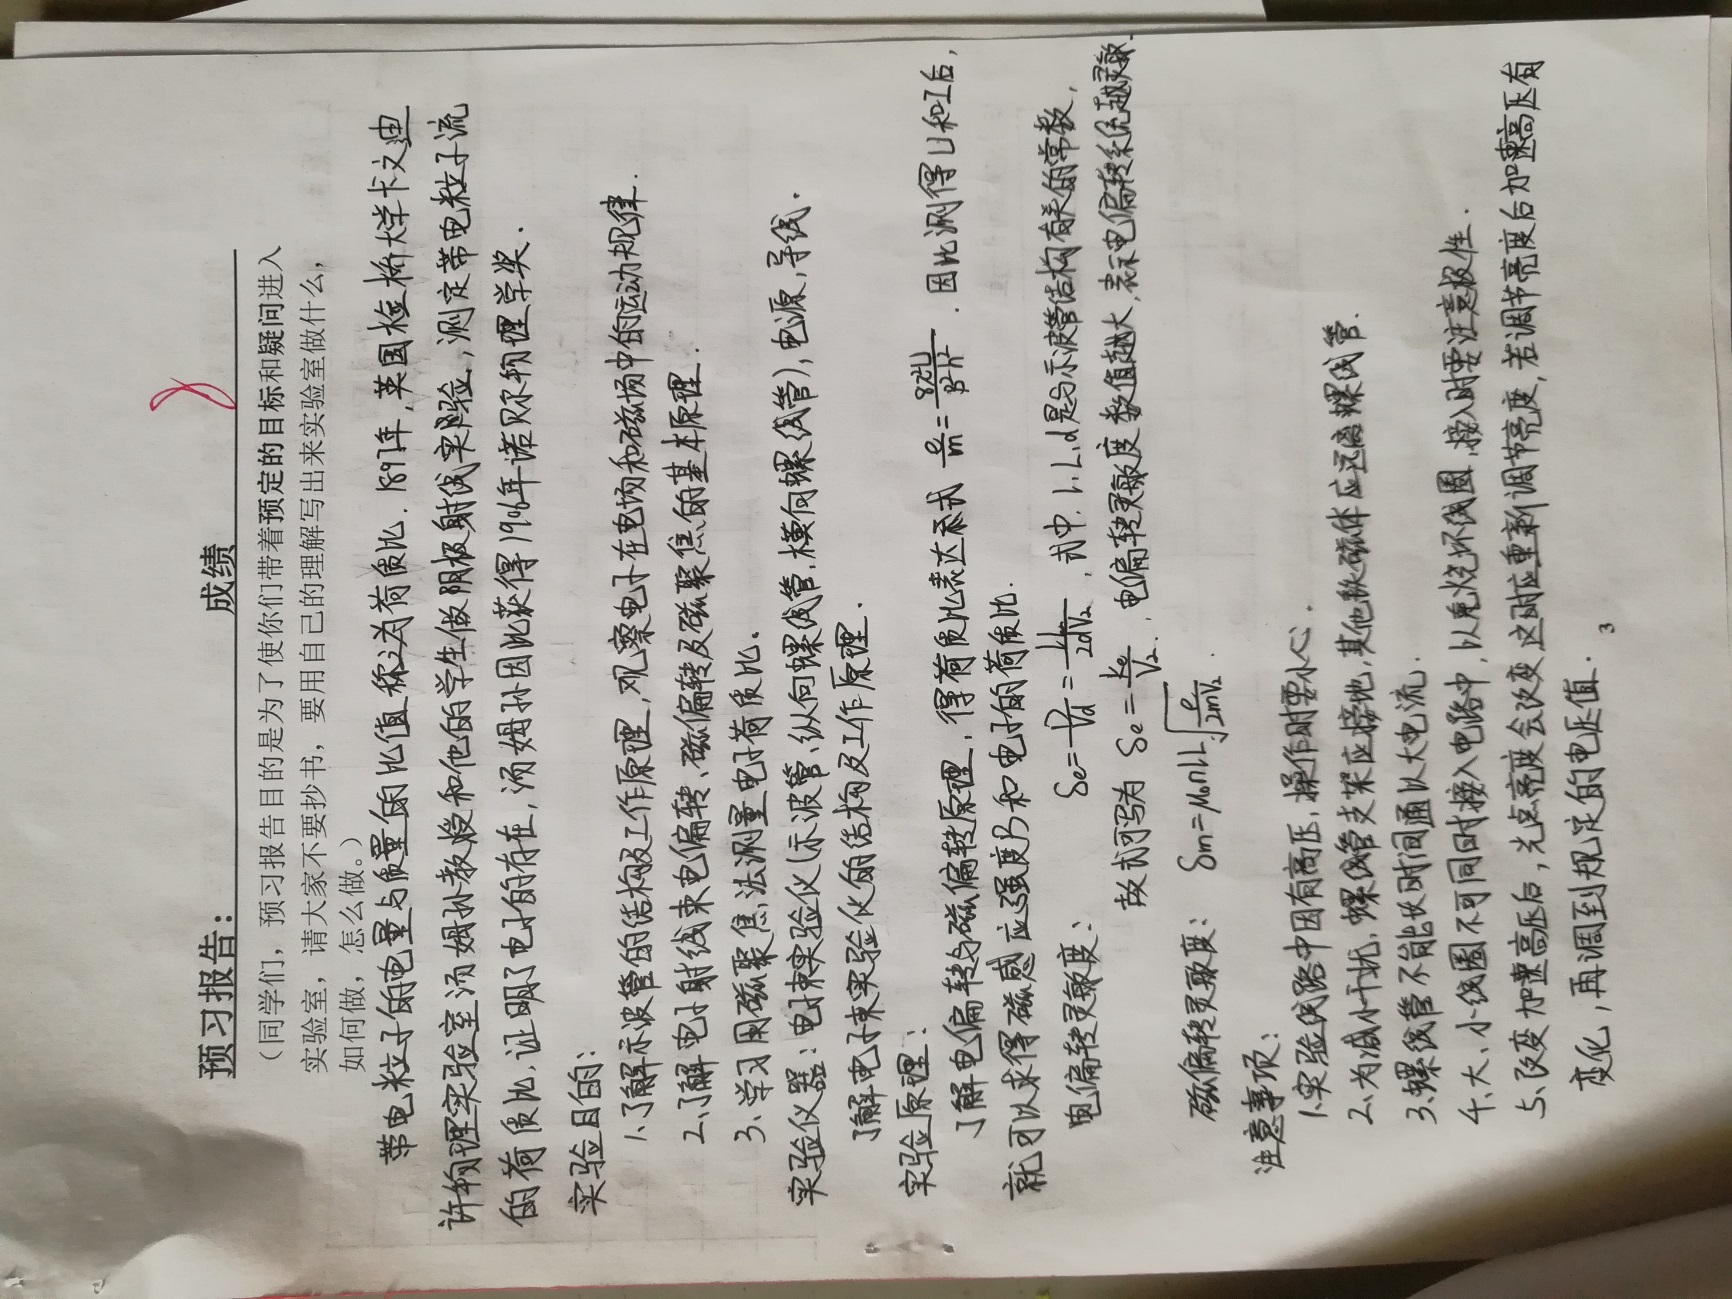 预习报告： 成绩
（同学们，预习报告目的是为了使你们带着预定的目标和疑问进入
实验室，请大家不要抄书，要用自己的理解写出来实验室做什么，
如何做，怎么做。）
带电粒子的电量与质量的比值称为荷质比．1897年，英国检桥大学卡文迪
许物理实验室汤姆孙教授和他的学生做阴极射线实验，测定带电粒子流
的荷质比，证明了电子的存在，汤姆孙因此获得1906年诺贝尔物理学奖．
实验目的：
1、了解示波管的结构极工作原理，观察电子在电场和磁场中的运动规律．
2、了解电子射线束电偏转、磁偏转及磁聚焦的基本原理．
3、学习用磁聚焦法测量电子荷质比．
实验仪器：电子束实验仪（示波管、纵向螺线管、横向螺线管），电源，导线．
了解电子束实验仪的结构及工作原理．
实验原理：
了解电偏转与磁偏转原理，得荷质比表达式 e/m = 8π²U/B²h² ．因此测得U和I后，
就可以求得磁感应强度B和电子的荷质比．
电偏转灵敏度： δe = Y/Vd = lL/2dV₂ ，式中，l、L、d是与示波管结构有关的常数，
故式可写为 δe = ke/V₂ ，电偏转灵敏度数值越大，表示电偏转系统越灵敏．
磁偏转灵敏度： δm = μ₀nlL√(e/2mV₂) ．
注意事项：
1、实验线路中因有高压，操作时要小心．
2、为减小干扰，螺线管支架应接地，其他铁磁体应远离螺线管．
3、螺线管不能长时间通以大电流．
4、大、小线圈不可同时接入电路中，以免烧坏线圈，接入时要注意极性．
5、改变加速高压后，光点亮度会改变，这时应重新调节亮度，若调节亮度后加速高压有
变化，再调到规定的电压值．
3